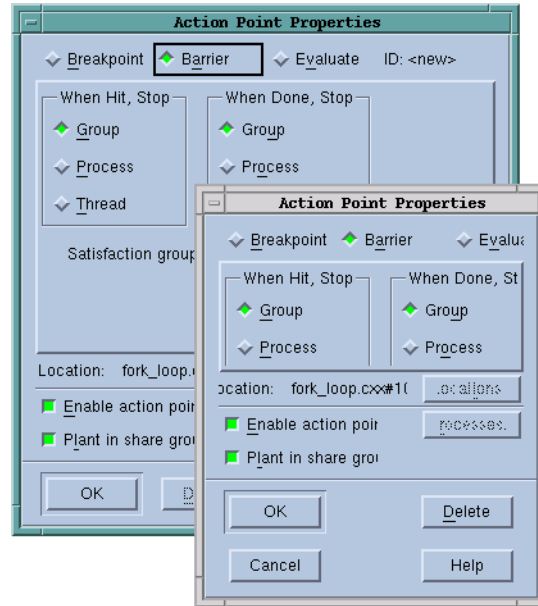 Action Point Properties
Breakpoint Barrier Evaluate ID: <new>
When Hit, Stop When Done, Stop
Group Group
Process Process
Thread
Satisfaction group
Location: fork_loop.
Enable action poin
Plant in share grou
OK D
Action Point Properties
Breakpoint Barrier Evalua
When Hit, Stop When Done, St
Group Group
Process Process
ocation: fork_loop.cxx#1( .ocations
Enable action poir rocesses.
Plant in share grou
OK Delete
Cancel Help